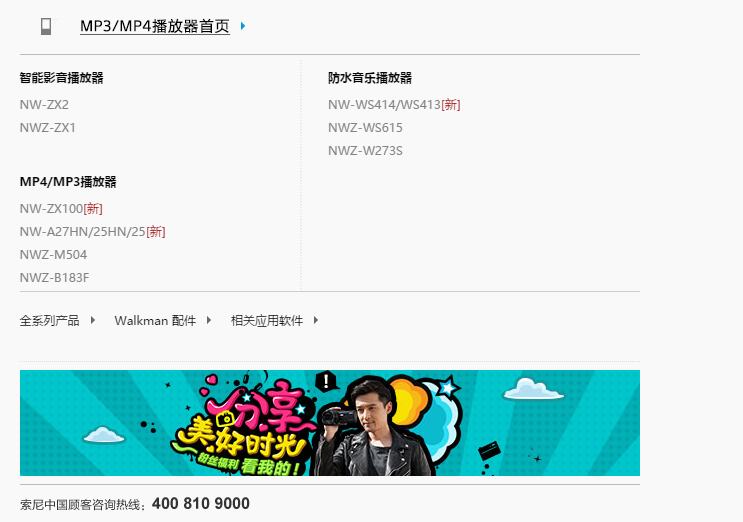 MP3/MP4播放器首页
智能影音播放器
NW-ZX2
NWZ-ZX1
MP4/MP3播放器
NW-ZX100[新]
NW-A27HN/25HN/25[新]
NWZ-M504
NWZ-B183F
防水音乐播放器
NW-WS414/WS413[新]
NWZ-WS615
NWZ-W273S
全系列产品
Walkman 配件
相关应用软件
!
分享
美好时光
粉丝福利 看我的!
索尼中国顾客咨询热线：400 810 9000